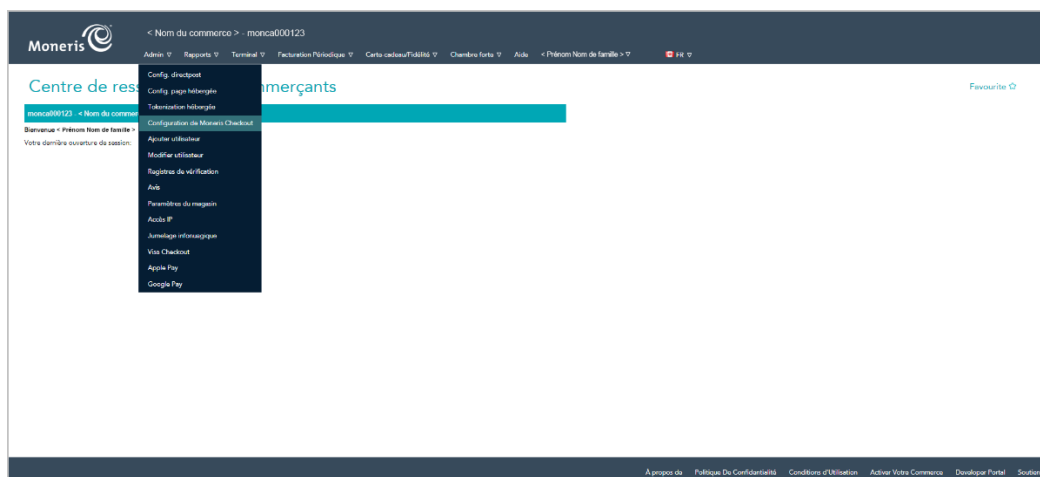 Moneris
< Nom du commerce > - monca000123
Admin ▽ Rapports ▽ Terminal ▽ Facturation Périodique ▽ Carte cadeau/Fidélité ▽ Chambre forte ▽ Aide < Prénom Nom de famille > ▽ FR ▽
Centre de res merçants
Favourite ☆
monca000123 - < Nom du commer
Bienvenue < Prénom Nom de famille >
Votre dernière ouverture de session:
Config. directpost
Config. page hébergée
Tokenization hébergée
Configuration de Moneris Checkout
Ajouter utilisateur
Modifier utilisateur
Registres de vérification
Avis
Paramètres du magasin
Accès IP
Jumelage infonuagique
Visa Checkout
Apple Pay
Google Pay
À propos de Politique De Confidentialité Conditions d'Utilisation Activer Votre Commerce Developer Portal Soutien